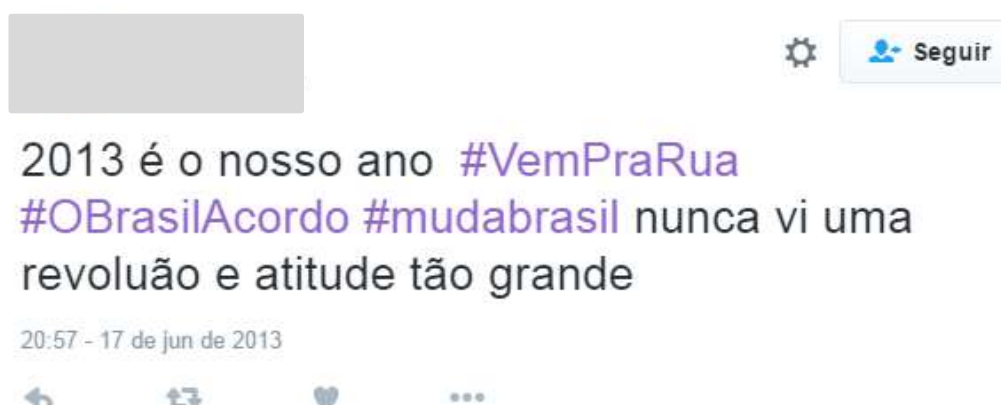 Seguir
2013 é o nosso ano #VemPraRua
#OBrasilAcordo #mudabrasil nunca vi uma
revoluão e atitude tão grande
20:57 - 17 de jun de 2013